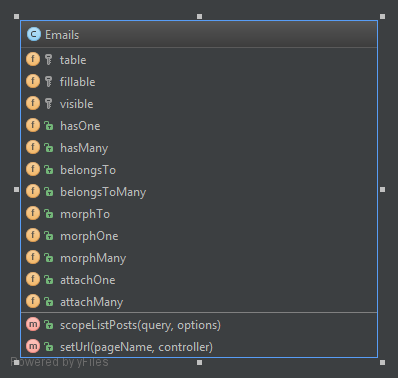 C Emails
f table
f fillable
f visible
f hasOne
f hasMany
f belongsTo
f belongsToMany
f morphTo
f morphOne
f morphMany
f attachOne
f attachMany
m scopeListPosts(query, options)
m setUrl(pageName, controller)
Powered by yFiles